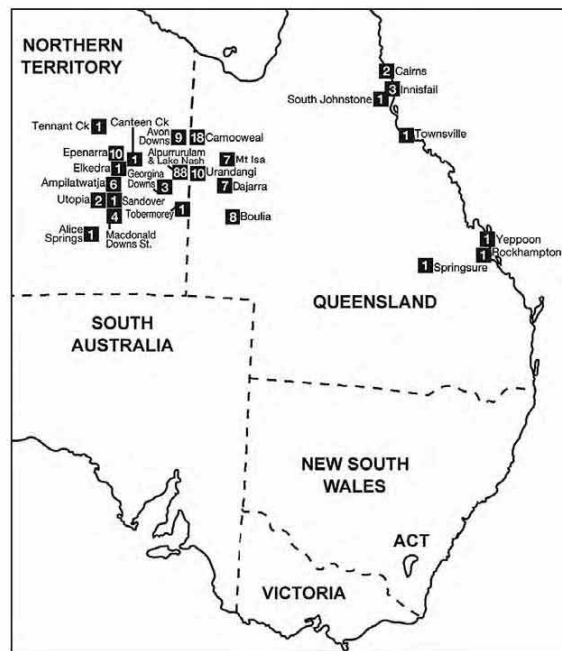 NORTHERN
TERRITORY
2 Cairns
3 Innisfail
South Johnstone 1
1 Townsville
Tennant Ck 1
Canteen Ck 1
Avon
Downs 9
18 Camooweal
Epenarra 10
Elkedra 1
Alpurrurulam
& Lake Nash 88
7 Mt Isa
10 Urandangi
Georgina
Downs 3
7 Dajarra
Ampilatwatja 6
Utopia 2
1 Sandover
Tobermorey 1
8 Boulia
4
Macdonald
Downs St.
Alice
Springs 1
1 Yeppoon
1 Rockhampton
1 Springsure
QUEENSLAND
SOUTH
AUSTRALIA
NEW SOUTH
WALES
ACT
VICTORIA